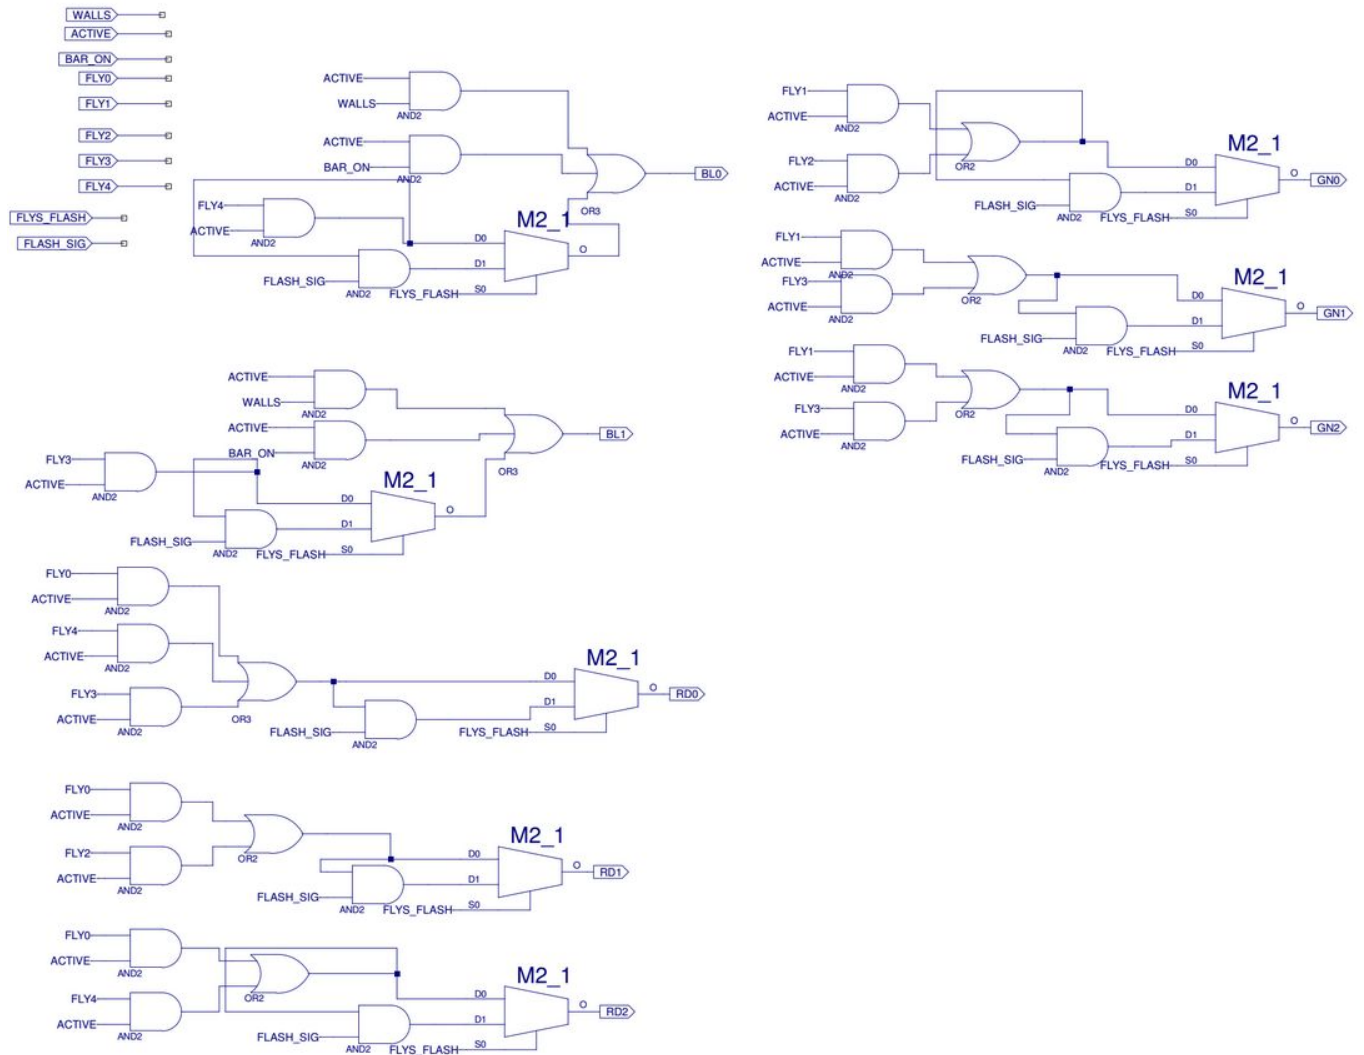 WALLS
ACTIVE
BAR_ON
FLY0
FLY1
FLY2
FLY3
FLY4
FLYS_FLASH
FLASH_SIG
ACTIVE
WALLS
AND2
ACTIVE
BAR_ON
AND2
OR3
BL0
FLY4
ACTIVE
AND2
M2_1
D0
D1
S0
O
FLASH_SIG
AND2
FLYS_FLASH
ACTIVE
WALLS
AND2
ACTIVE
BAR_ON
AND2
OR3
BL1
FLY3
ACTIVE
AND2
M2_1
D0
D1
S0
O
FLASH_SIG
AND2
FLYS_FLASH
FLY0
ACTIVE
AND2
FLY4
ACTIVE
AND2
FLY3
ACTIVE
AND2
OR3
M2_1
D0
D1
S0
O
RD0
FLASH_SIG
AND2
FLYS_FLASH
FLY0
ACTIVE
AND2
FLY2
ACTIVE
AND2
OR2
M2_1
D0
D1
S0
O
RD1
FLASH_SIG
AND2
FLYS_FLASH
FLY0
ACTIVE
AND2
FLY4
ACTIVE
AND2
OR2
M2_1
D0
D1
S0
O
RD2
FLASH_SIG
AND2
FLYS_FLASH
FLY1
ACTIVE
AND2
FLY2
ACTIVE
AND2
OR2
M2_1
D0
D1
S0
O
GN0
FLASH_SIG
AND2
FLYS_FLASH
FLY1
ACTIVE
AND2
FLY3
ACTIVE
AND2
OR2
M2_1
D0
D1
S0
O
GN1
FLASH_SIG
AND2
FLYS_FLASH
FLY1
ACTIVE
AND2
FLY3
ACTIVE
AND2
OR2
M2_1
D0
D1
S0
O
GN2
FLASH_SIG
AND2
FLYS_FLASH